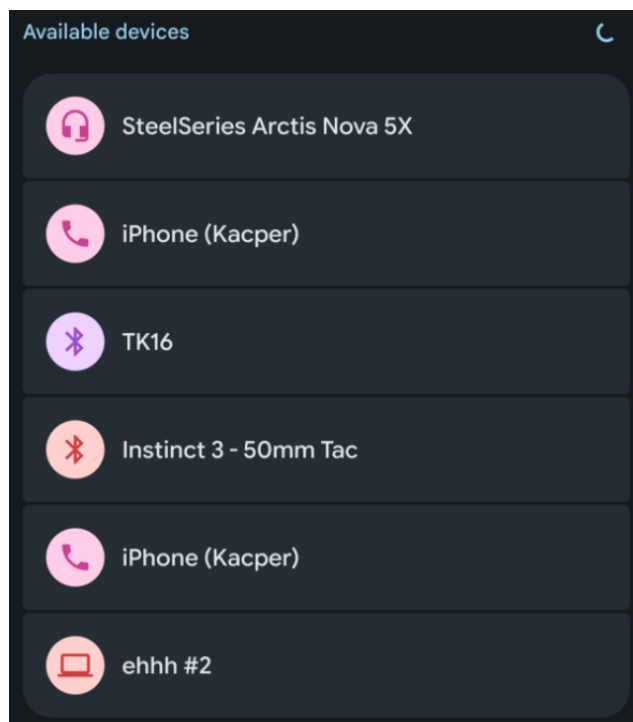 Available devices
SteelSeries Arctis Nova 5X
iPhone (Kacper)
TK16
Instinct 3 - 50mm Tac
iPhone (Kacper)
ehhh #2